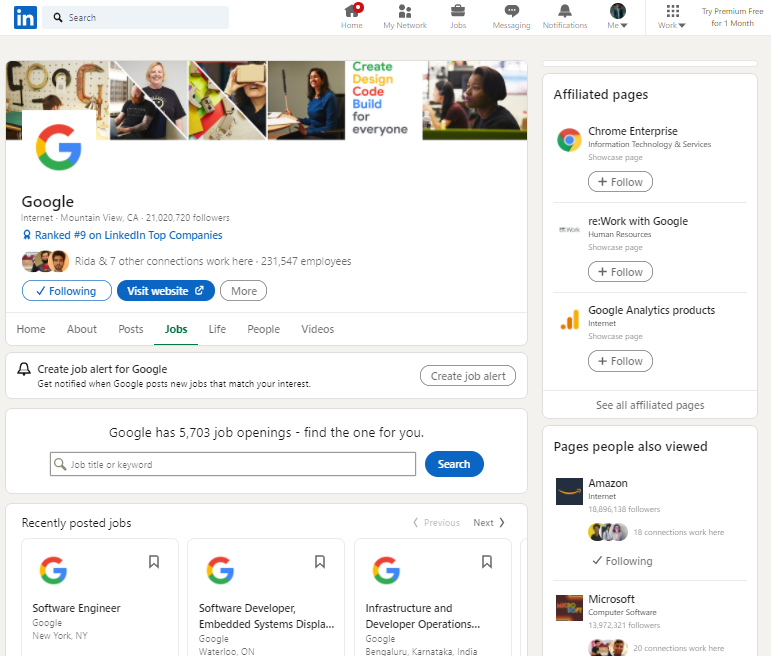 in
Search
Home
My Network
Jobs
Messaging
Notifications
Me
Work
Try Premium Free
for 1 Month
Create
Design
Code
Build
for
everyone
Google
Internet · Mountain View, CA · 21,020,720 followers
Ranked #9 on LinkedIn Top Companies
Rida & 7 other connections work here · 231,547 employees
Following
Visit website
More
Home
About
Posts
Jobs
Life
People
Videos
Create job alert for Google
Get notified when Google posts new jobs that match your interest.
Create job alert
Google has 5,703 job openings - find the one for you.
Job title or keyword
Search
Recently posted jobs
Previous
Next
Software Engineer
Google
New York, NY
Software Developer,
Embedded Systems Displa...
Google
Waterloo, ON
Infrastructure and
Developer Operations...
Google
Bengaluru, Karnataka, India
Affiliated pages
Chrome Enterprise
Information Technology & Services
Showcase page
+ Follow
re:Work
re:Work with Google
Human Resources
Showcase page
+ Follow
Google Analytics products
Internet
Showcase page
+ Follow
See all affiliated pages
Pages people also viewed
Amazon
Internet
18,896,138 followers
18 connections work here
Following
MICRO
SOFT
Microsoft
Computer Software
13,972,321 followers
20 connections work here